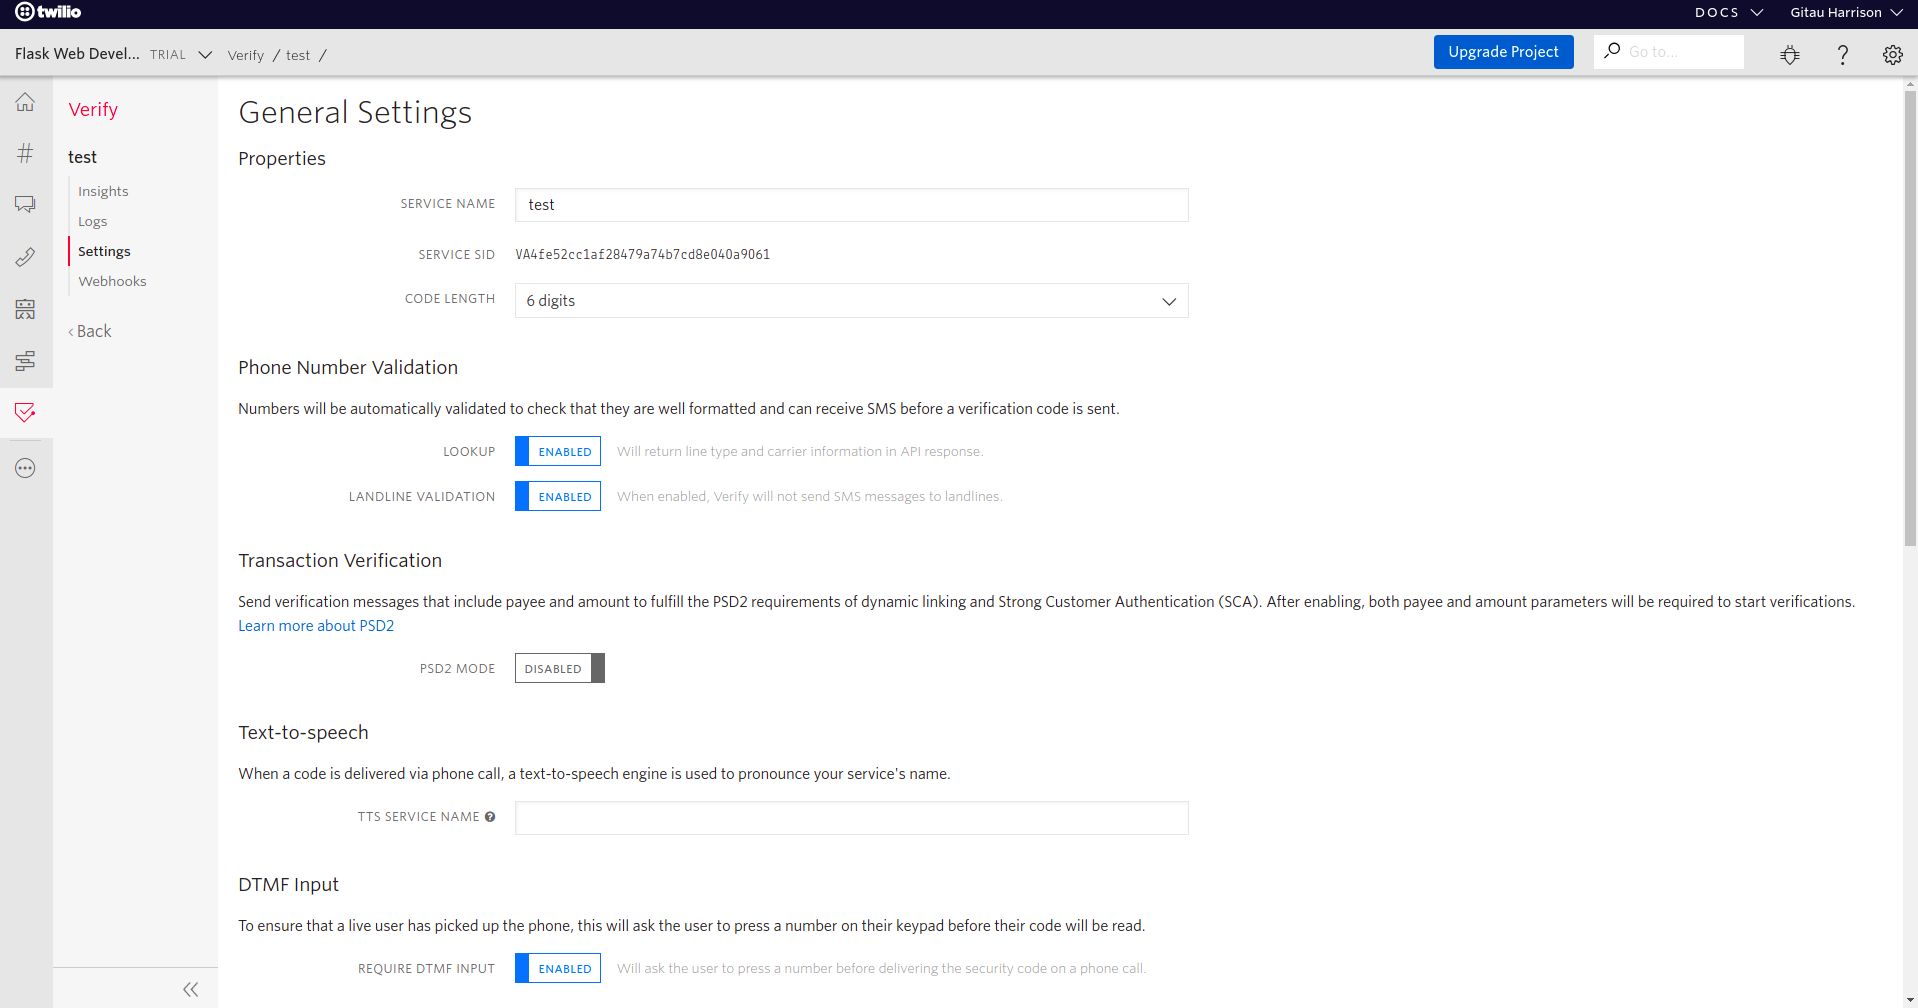 twilio
DOCS
Gitau Harrison
Flask Web Devel... TRIAL
Verify / test /
Upgrade Project
Go to...
Verify
test
Insights
Logs
Settings
Webhooks
‹ Back
General Settings
Properties
SERVICE NAME test
SERVICE SID VA4fe52cc1af28479a74b7cd8e040a9061
CODE LENGTH 6 digits
Phone Number Validation
Numbers will be automatically validated to check that they are well formatted and can receive SMS before a verification code is sent.
LOOKUP ENABLED Will return line type and carrier information in API response.
LANDLINE VALIDATION ENABLED When enabled, Verify will not send SMS messages to landlines.
Transaction Verification
Send verification messages that include payee and amount to fulfill the PSD2 requirements of dynamic linking and Strong Customer Authentication (SCA). After enabling, both payee and amount parameters will be required to start verifications.
Learn more about PSD2
PSD2 MODE DISABLED
Text-to-speech
When a code is delivered via phone call, a text-to-speech engine is used to pronounce your service's name.
TTS SERVICE NAME ?
DTMF Input
To ensure that a live user has picked up the phone, this will ask the user to press a number on their keypad before their code will be read.
REQUIRE DTMF INPUT ENABLED Will ask the user to press a number before delivering the security code on a phone call.